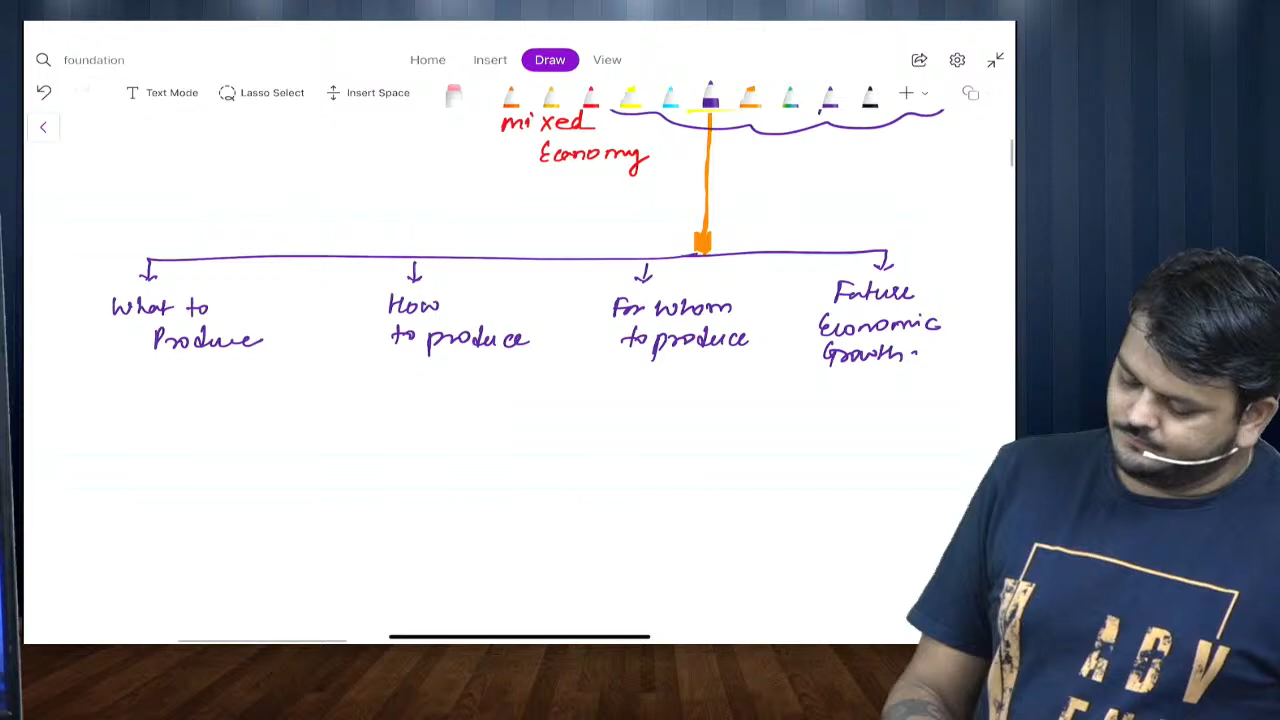 foundation
Home Insert Draw View
Text Mode Lasso Select Insert Space
mixed
Economy
What to
Produce
How
to produce
For whom
to produce
Future
Economic
Growth.
ADV